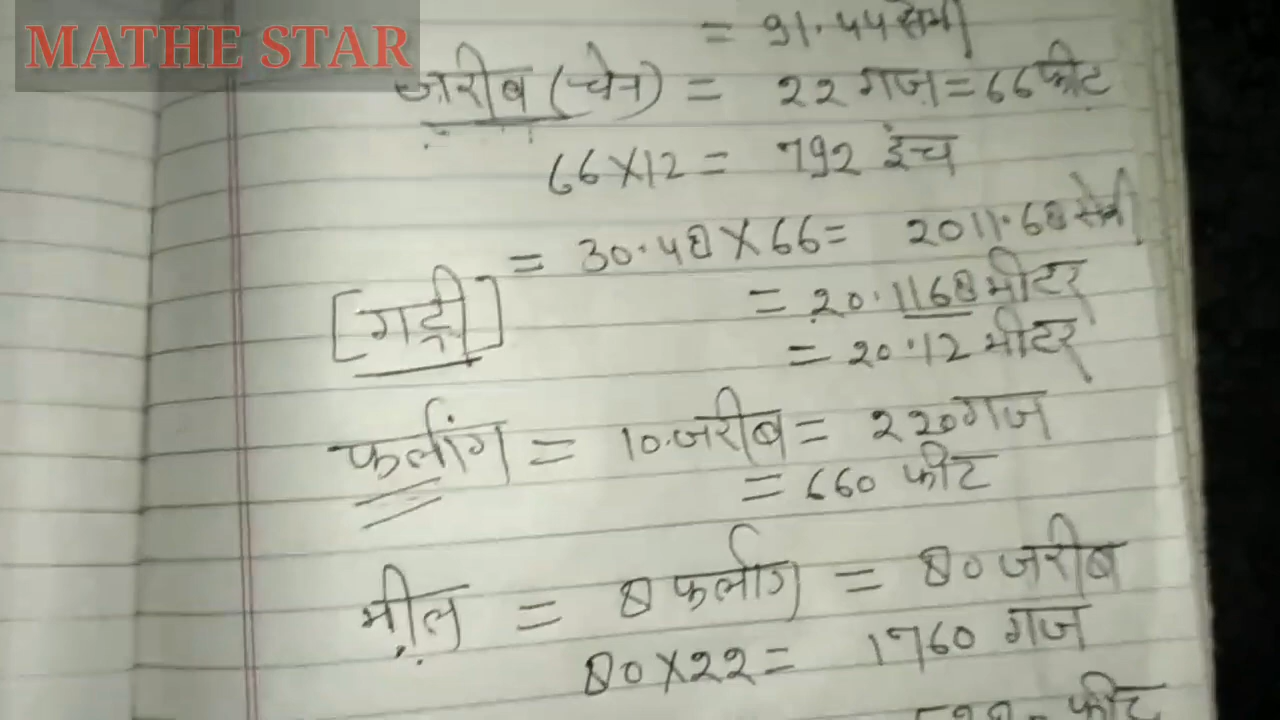 MATHE STAR
= 91.44 सेमी
जरीब (चेन) = 22 गज = 66 फीट
66×12 = 792 इंच
= 30.48 × 66 = 2011.68 सेमी
[गट्री] = 20.1168 मीटर
= 20.12 मीटर
फर्लांग = 10.जरीब = 220 गज
= 660 फीट
मील = 8 फर्लाग = 80 जरीब
80×22 = 1760 गज
फीट